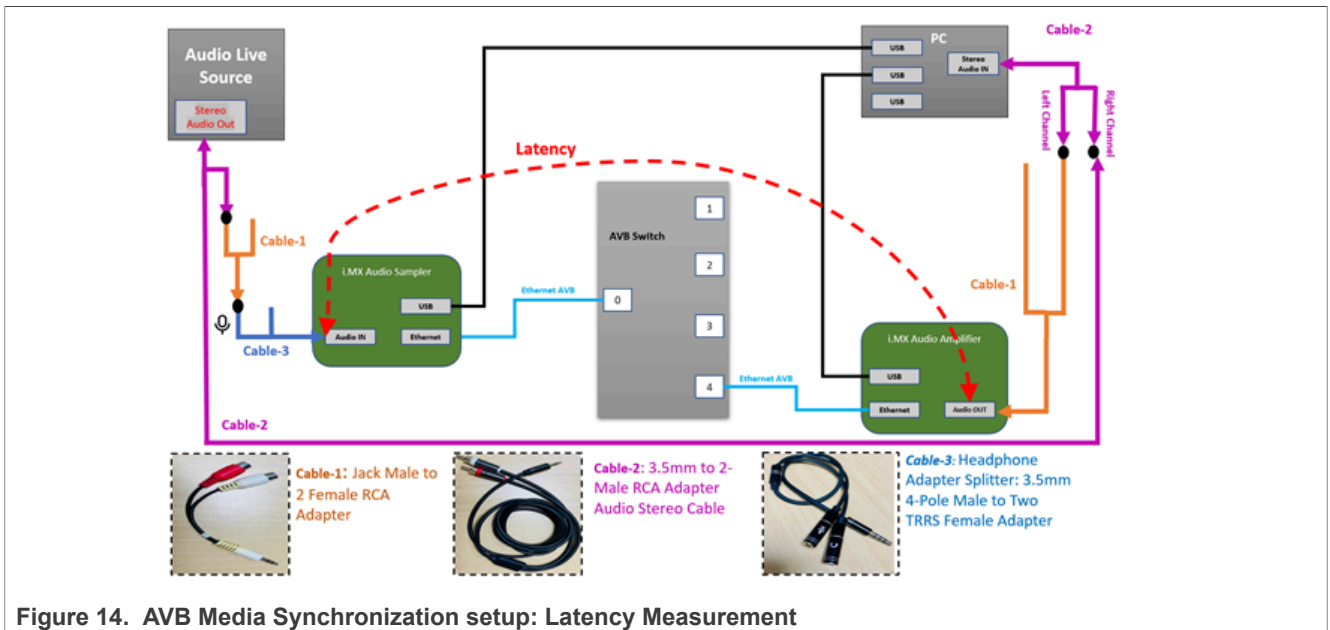 Audio Live
Source
Stereo
Audio Out
PC
USB
USB
USB
Stereo
Audio IN
Cable-2
Left Channel
Right Channel
Latency
AVB Switch
0
1
2
3
4
Cable-1
i.MX Audio Sampler
USB
Audio IN
Ethernet
Cable-3
Ethernet AVB
Ethernet AVB
Cable-1
i.MX Audio Amplifier
USB
Ethernet
Audio OUT
Cable-2
Cable-1: Jack Male to
2 Female RCA
Adapter
Cable-2: 3.5mm to 2-
Male RCA Adapter
Audio Stereo Cable
Cable-3: Headphone
Adapter Splitter: 3.5mm
4-Pole Male to Two
TRRS Female Adapter
Figure 14. AVB Media Synchronization setup: Latency Measurement